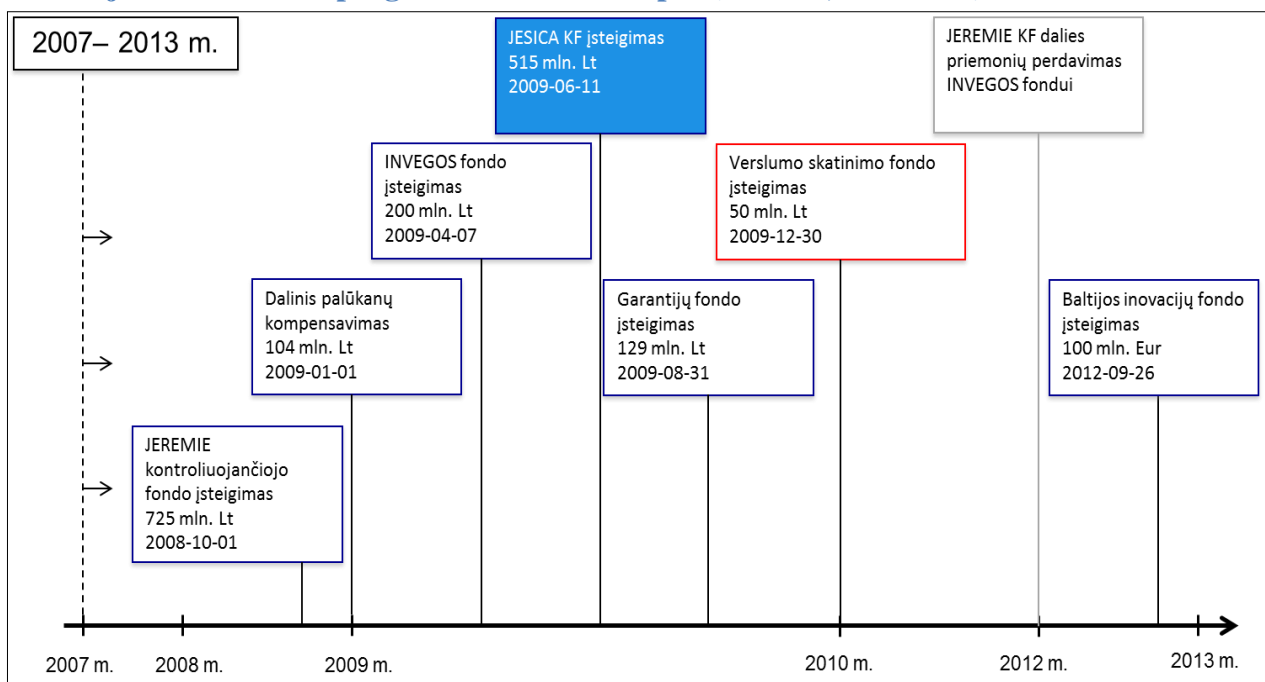 2007– 2013 m.
JESICA KF įsteigimas
515 mln. Lt
2009-06-11
JEREMIE KF dalies
priemonių perdavimas
INVEGOS fondui
INVEGOS fondo
įsteigimas
200 mln. Lt
2009-04-07
Verslumo skatinimo fondo
įsteigimas
50 mln. Lt
2009-12-30
Dalinis palūkanų
kompensavimas
104 mln. Lt
2009-01-01
Garantijų fondo
įsteigimas
129 mln. Lt
2009-08-31
Baltijos inovacijų fondo
įsteigimas
100 mln. Eur
2012-09-26
JEREMIE
kontroliuojančiojo
fondo įsteigimas
725 mln. Lt
2008-10-01
2007 m.
2008 m.
2009 m.
2010 m.
2012 m.
2013 m.